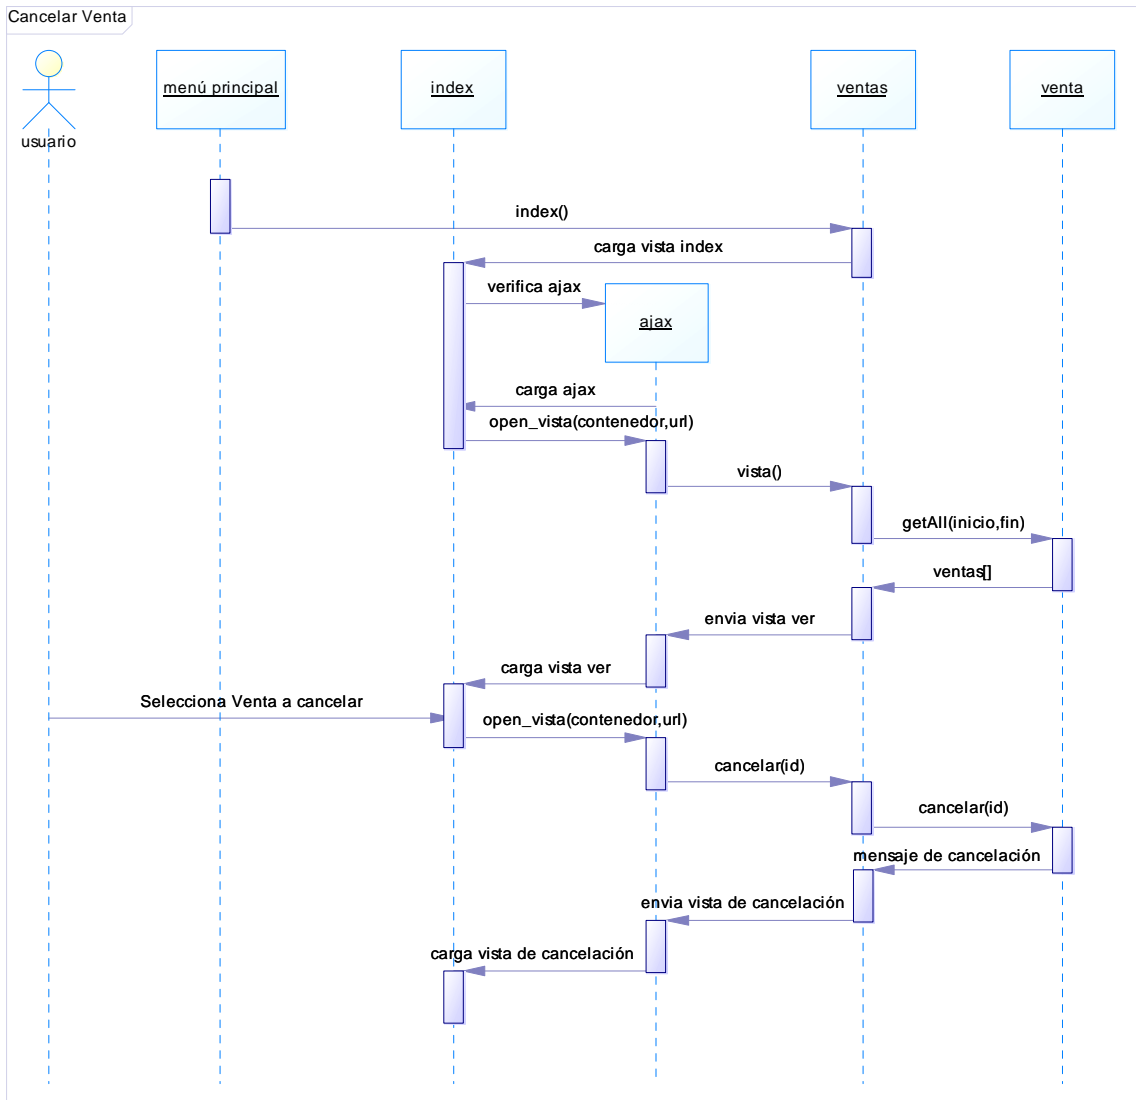 Cancelar Venta
usuario
menú principal
index
ventas
venta
index()
carga vista index
verifica ajax
ajax
carga ajax
open_vista(contenedor,url)
vista()
getAll(inicio,fin)
ventas[]
envia vista ver
carga vista ver
Selecciona Venta a cancelar
open_vista(contenedor,url)
cancelar(id)
cancelar(id)
mensaje de cancelación
envia vista de cancelación
carga vista de cancelación